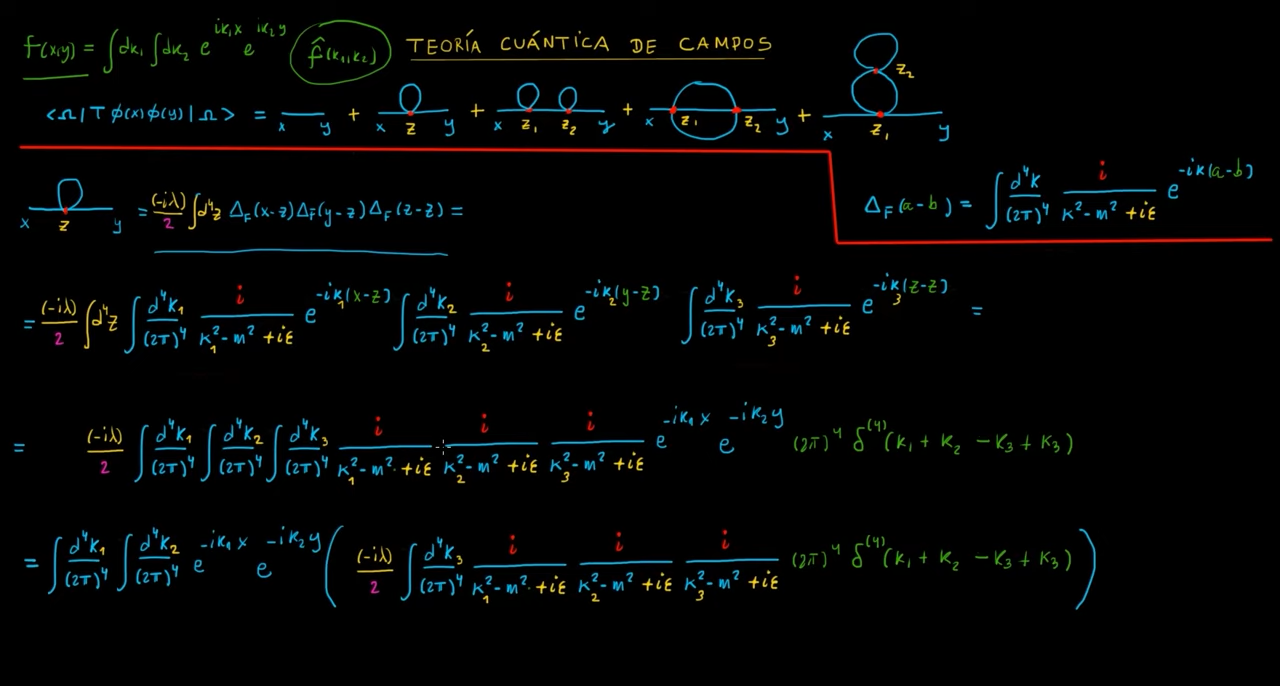 f(x,y) = ∫dk₁ ∫dk₂ e^{ik₁x} e^{ik₂y} f̂(k₁,k₂) TEORÍA CUÁNTICA DE CAMPOS
<Ω|T ϕ(x)ϕ(y)|Ω> = x y + x z y + x z₁ z₂ y + x z₁ z₂ y + x z₁ z₂ y
x z y = (-iλ)/2 ∫d⁴z Δ_F(x-z)Δ_F(y-z)Δ_F(z-z) =
Δ_F(a-b) = ∫ d⁴k/(2π)⁴ i/(k²-m²+iε) e^{-ik(a-b)}
= (-iλ)/2 ∫d⁴z ∫ d⁴k₁/(2π)⁴ i/(k₁²-m²+iε) e^{-ik₁(x-z)} ∫ d⁴k₂/(2π)⁴ i/(k₂²-m²+iε) e^{-ik₂(y-z)} ∫ d⁴k₃/(2π)⁴ i/(k₃²-m²+iε) e^{-ik₃(z-z)} =
= (-iλ)/2 ∫ d⁴k₁/(2π)⁴ ∫ d⁴k₂/(2π)⁴ ∫ d⁴k₃/(2π)⁴ i/(k₁²-m²+iε) i/(k₂²-m²+iε) i/(k₃²-m²+iε) e^{-ik₁x} e^{-ik₂y} (2π)⁴ δ⁽⁴⁾(k₁+k₂-k₃+k₃)
= ∫ d⁴k₁/(2π)⁴ ∫ d⁴k₂/(2π)⁴ e^{-ik₁x} e^{-ik₂y} ( (-iλ)/2 ∫ d⁴k₃/(2π)⁴ i/(k₁²-m²+iε) i/(k₂²-m²+iε) i/(k₃²-m²+iε) (2π)⁴ δ⁽⁴⁾(k₁+k₂-k₃+k₃) )